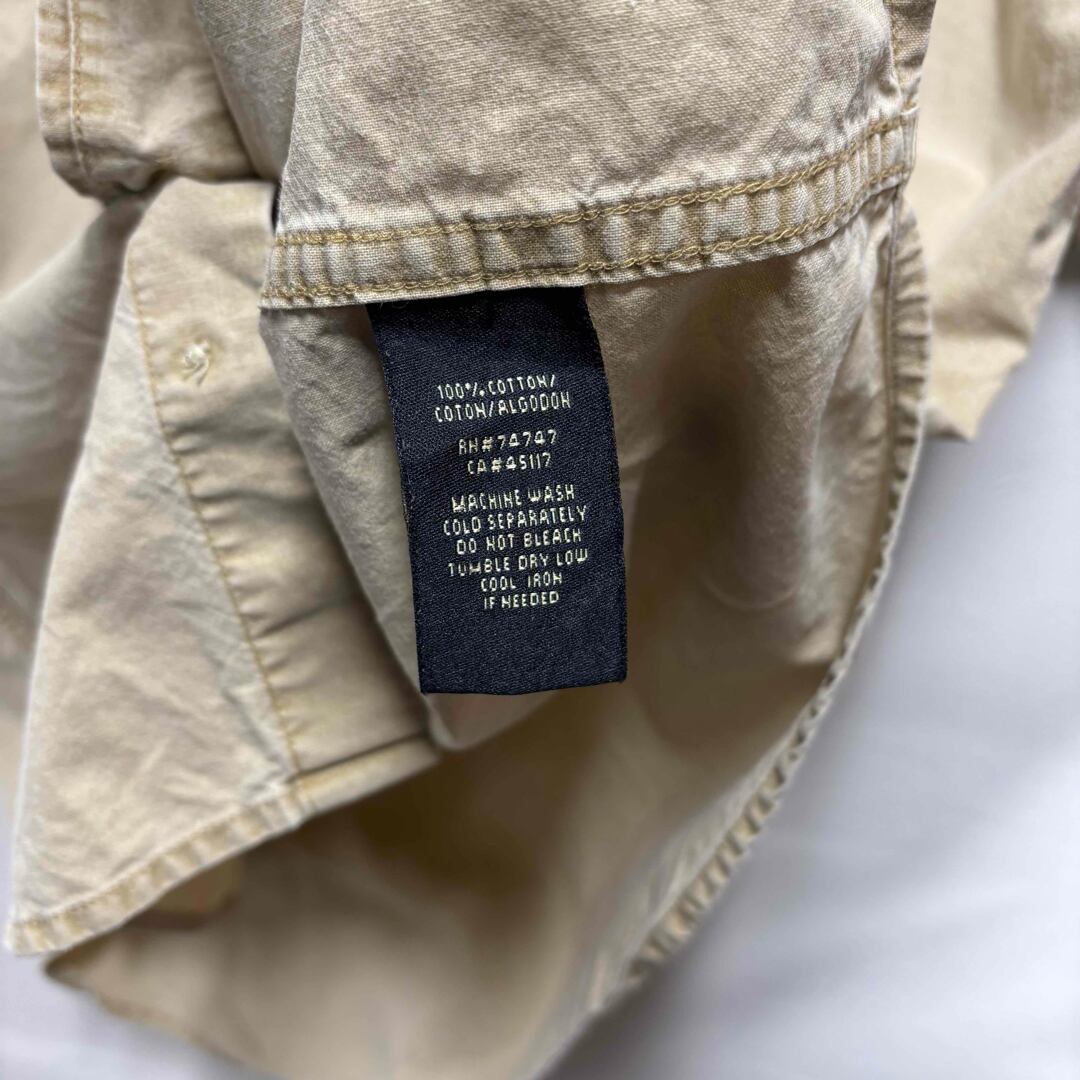 100% COTTON/
COTON/ALGODON
RN#74747
CA#45117
MACHINE WASH
COLD SEPARATELY
DO NOT BLEACH
TUMBLE DRY LOW
COOL IRON
IF NEEDED